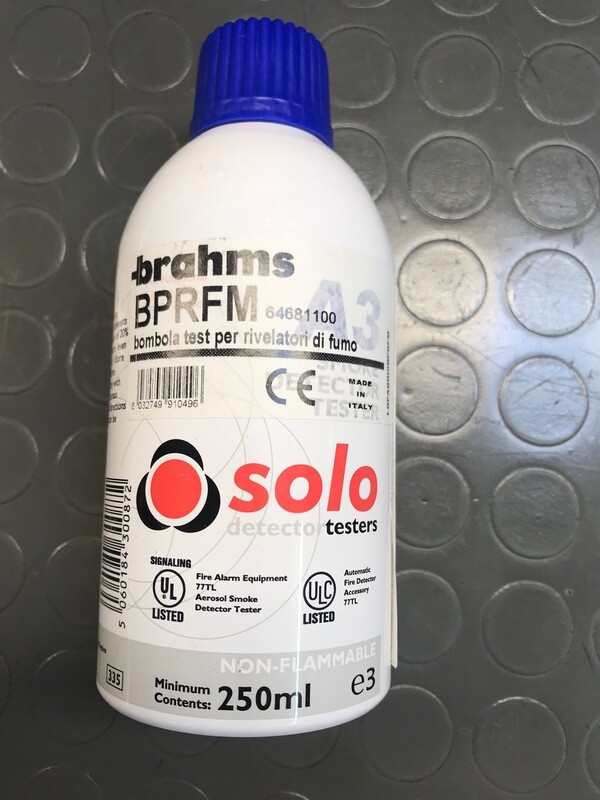 -brahms
BPRFM 64681100
A3
bombola test per rivelatori di fumo
SMOKE
DETECTOR
TESTER
CE
MADE
IN
ITALY
8 032749 910496
solo
detector testers
5 060184 300872
SIGNALING
UL
LISTED
Fire Alarm Equipment
77TL
Aerosol Smoke
Detector Tester
ULC
LISTED
Automatic
Fire Detector
Accessory
77TL
NON-FLAMMABLE
335
Minimum
Contents: 250ml
e3